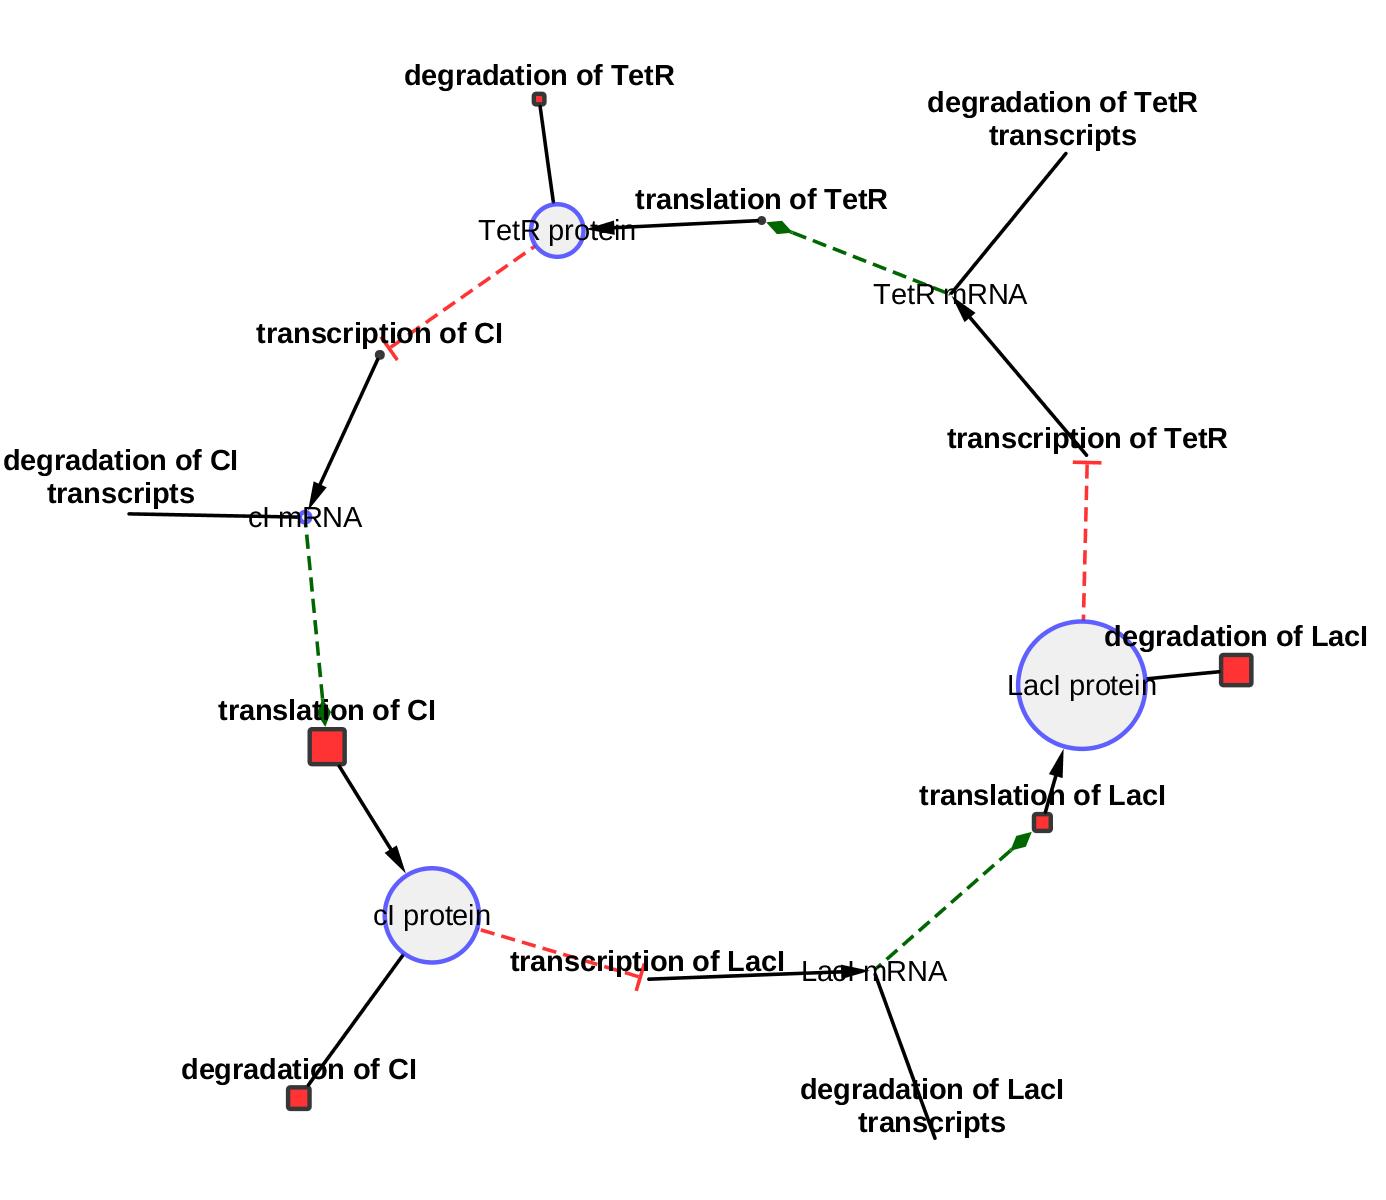 degradation of TetR
degradation of TetR
transcripts
translation of TetR
TetR protein
TetR mRNA
transcription of CI
transcription of TetR
degradation of CI
transcripts
cI mRNA
degradation of LacI
LacI protein
translation of CI
translation of LacI
cI protein
transcription of LacI
LacI mRNA
degradation of CI
degradation of LacI
transcripts